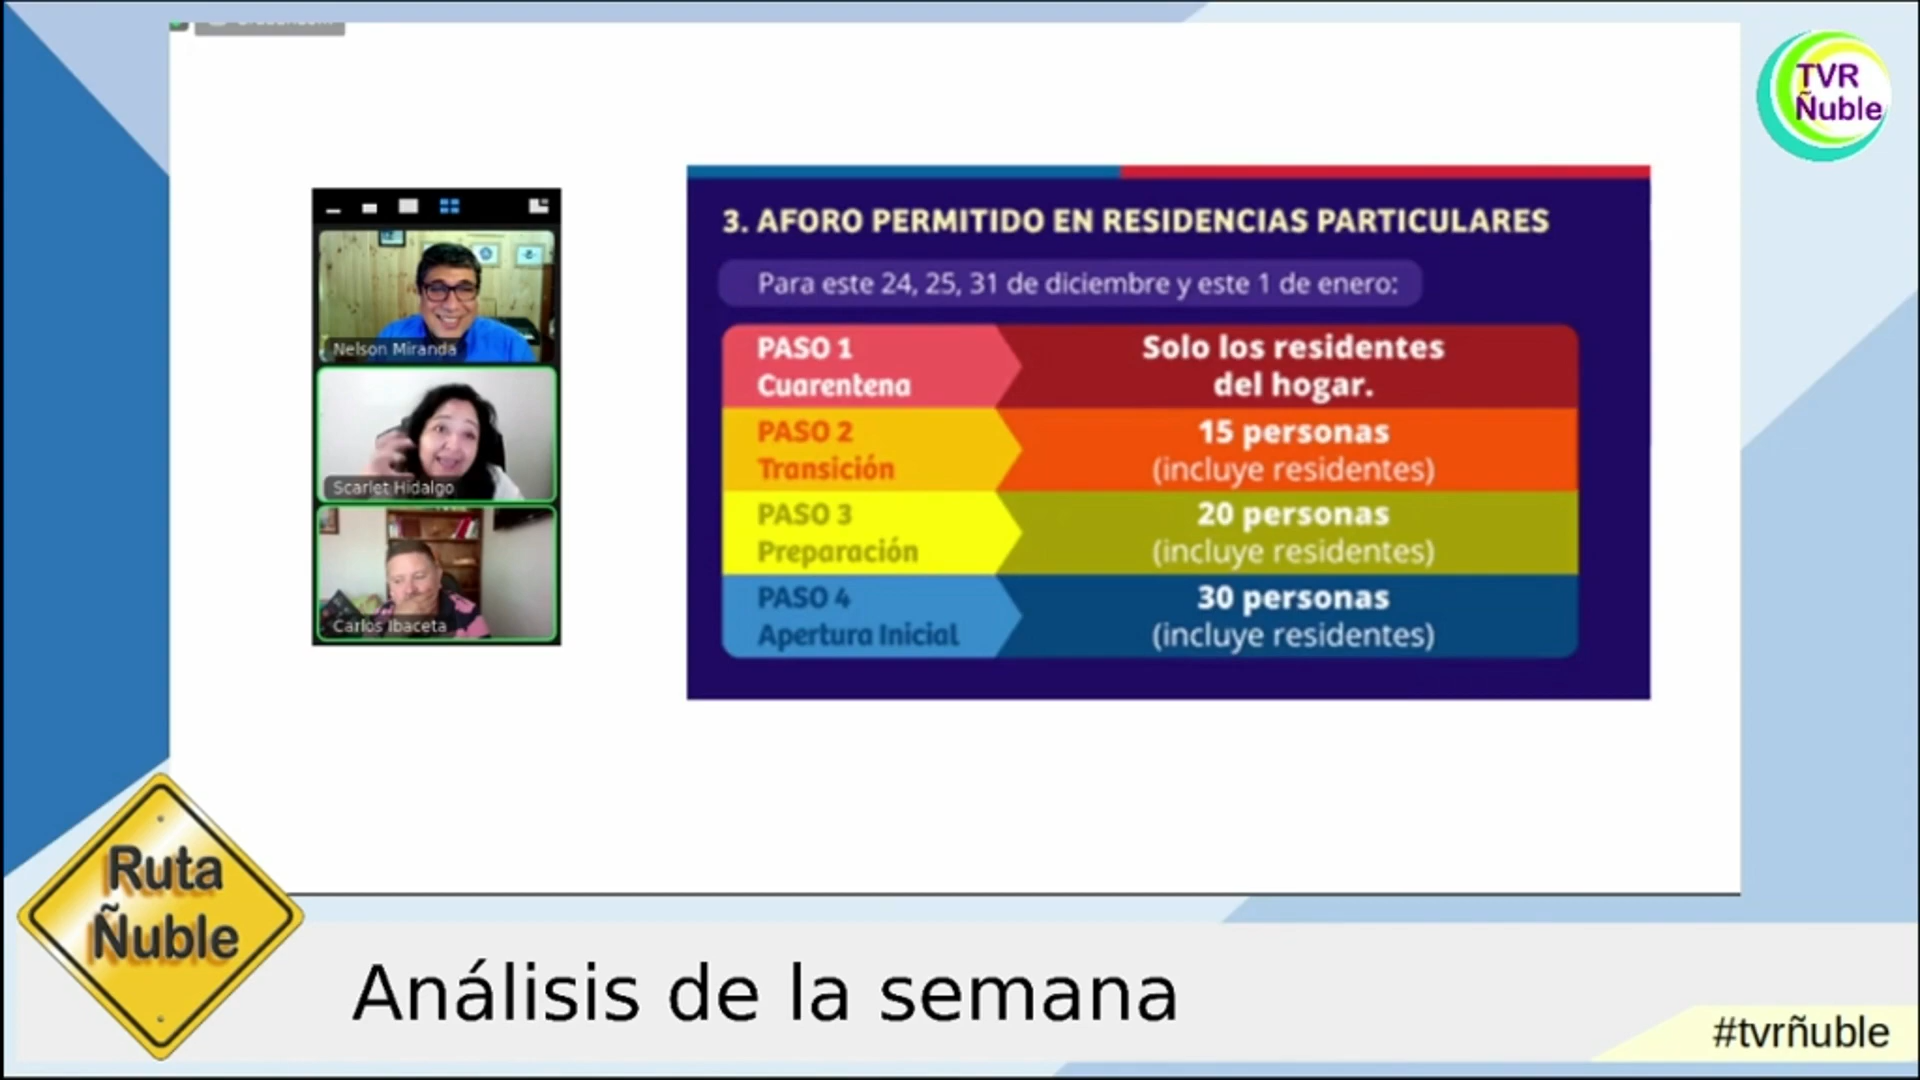 TVR
Ñuble
3. AFORO PERMITIDO EN RESIDENCIAS PARTICULARES
Para este 24, 25, 31 de diciembre y este 1 de enero:
PASO 1
Cuarentena
Solo los residentes
del hogar.
PASO 2
Transición
15 personas
(incluye residentes)
PASO 3
Preparación
20 personas
(incluye residentes)
PASO 4
Apertura Inicial
30 personas
(incluye residentes)
Nelson Miranda
Scarlet Hidalgo
Carlos Ibaceta
Ruta
Ñuble
Análisis de la semana
#tvrñuble